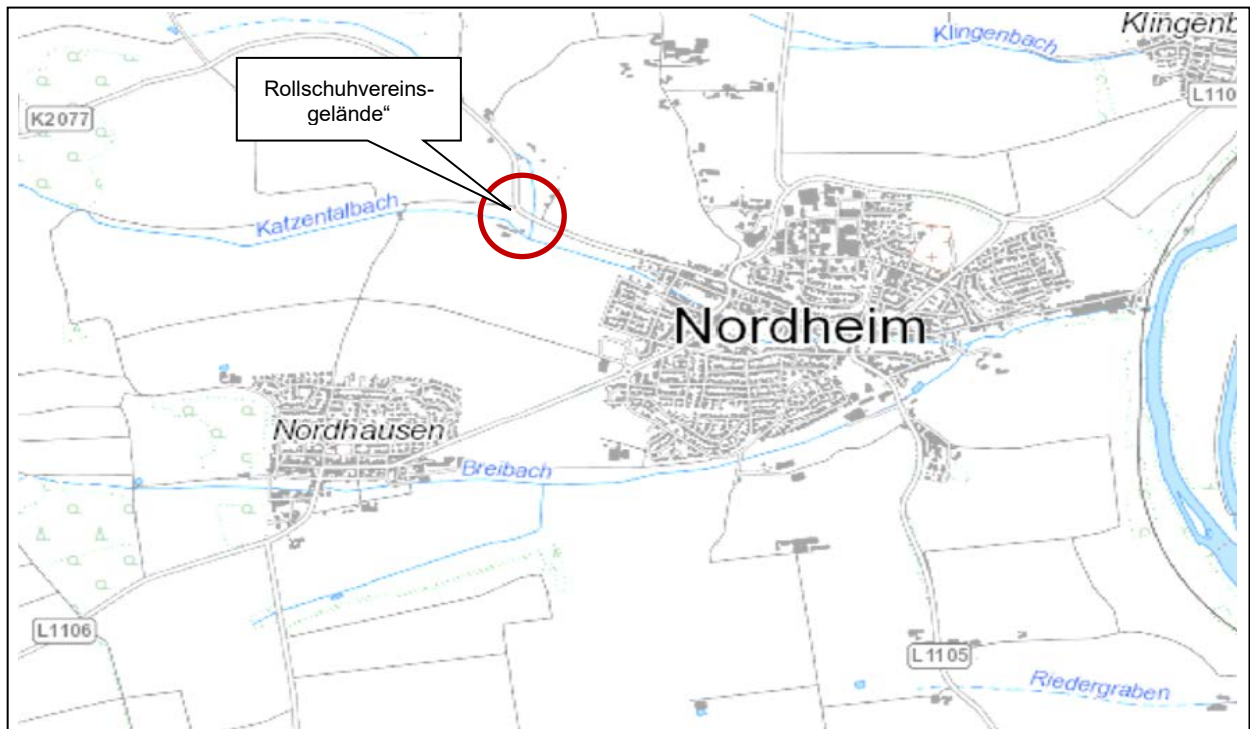 Klingenb
Klingenbach
L110
Rollschuhvereins-
gelände“
K2077
Katzentalbach
Nordheim
Nordhausen
Breibach
L1106
L1105
Riedergraben